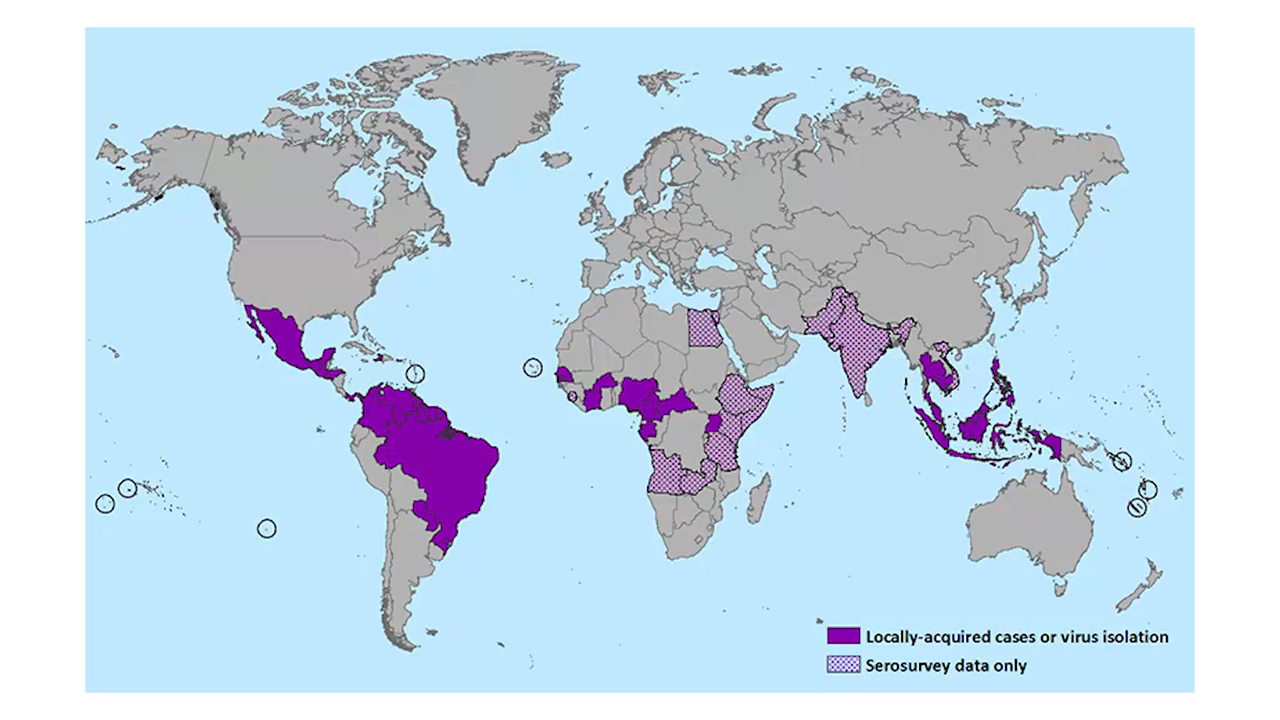 Locally-acquired cases or virus isolation
Serosurvey data only